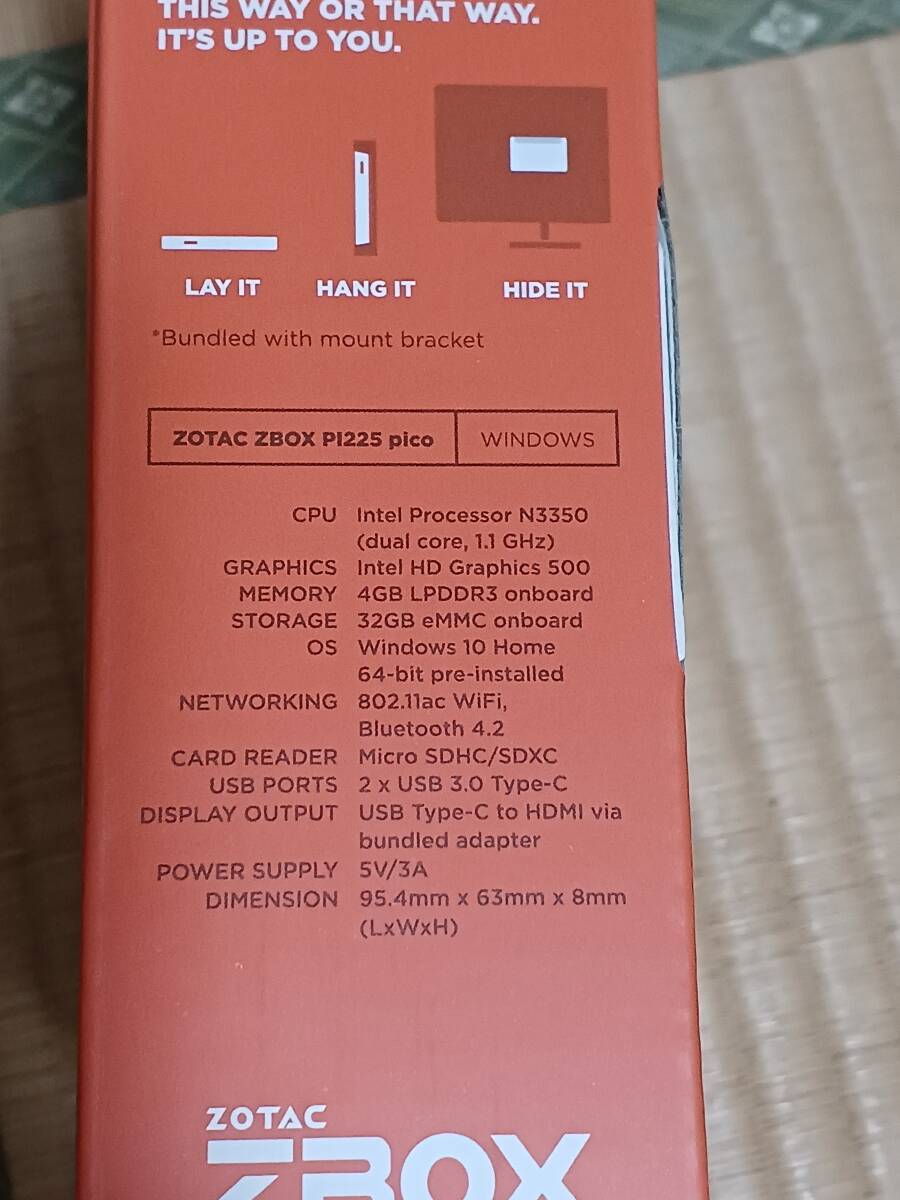 THIS WAY OR THAT WAY.
IT'S UP TO YOU.
LAY IT
HANG IT
HIDE IT
*Bundled with mount bracket
ZOTAC ZBOX PI225 pico
WINDOWS
CPU Intel Processor N3350
(dual core, 1.1 GHz)
GRAPHICS Intel HD Graphics 500
MEMORY 4GB LPDDR3 onboard
STORAGE 32GB eMMC onboard
OS Windows 10 Home
64-bit pre-installed
NETWORKING 802.11ac WiFi,
Bluetooth 4.2
CARD READER Micro SDHC/SDXC
USB PORTS 2 x USB 3.0 Type-C
DISPLAY OUTPUT USB Type-C to HDMI via
bundled adapter
POWER SUPPLY 5V/3A
DIMENSION 95.4mm x 63mm x 8mm
(LxWxH)
ZOTAC
ZBOX